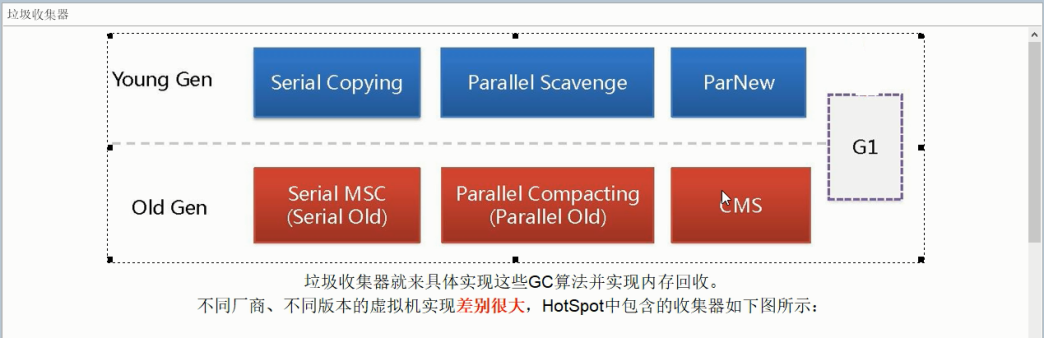 垃圾收集器
Young Gen
Serial Copying
Parallel Scavenge
ParNew
G1
Old Gen
Serial MSC
(Serial Old)
Parallel Compacting
(Parallel Old)
CMS
垃圾收集器就来具体实现这些GC算法并实现内存回收。
不同厂商、不同版本的虚拟机实现差别很大，HotSpot中包含的收集器如下图所示：